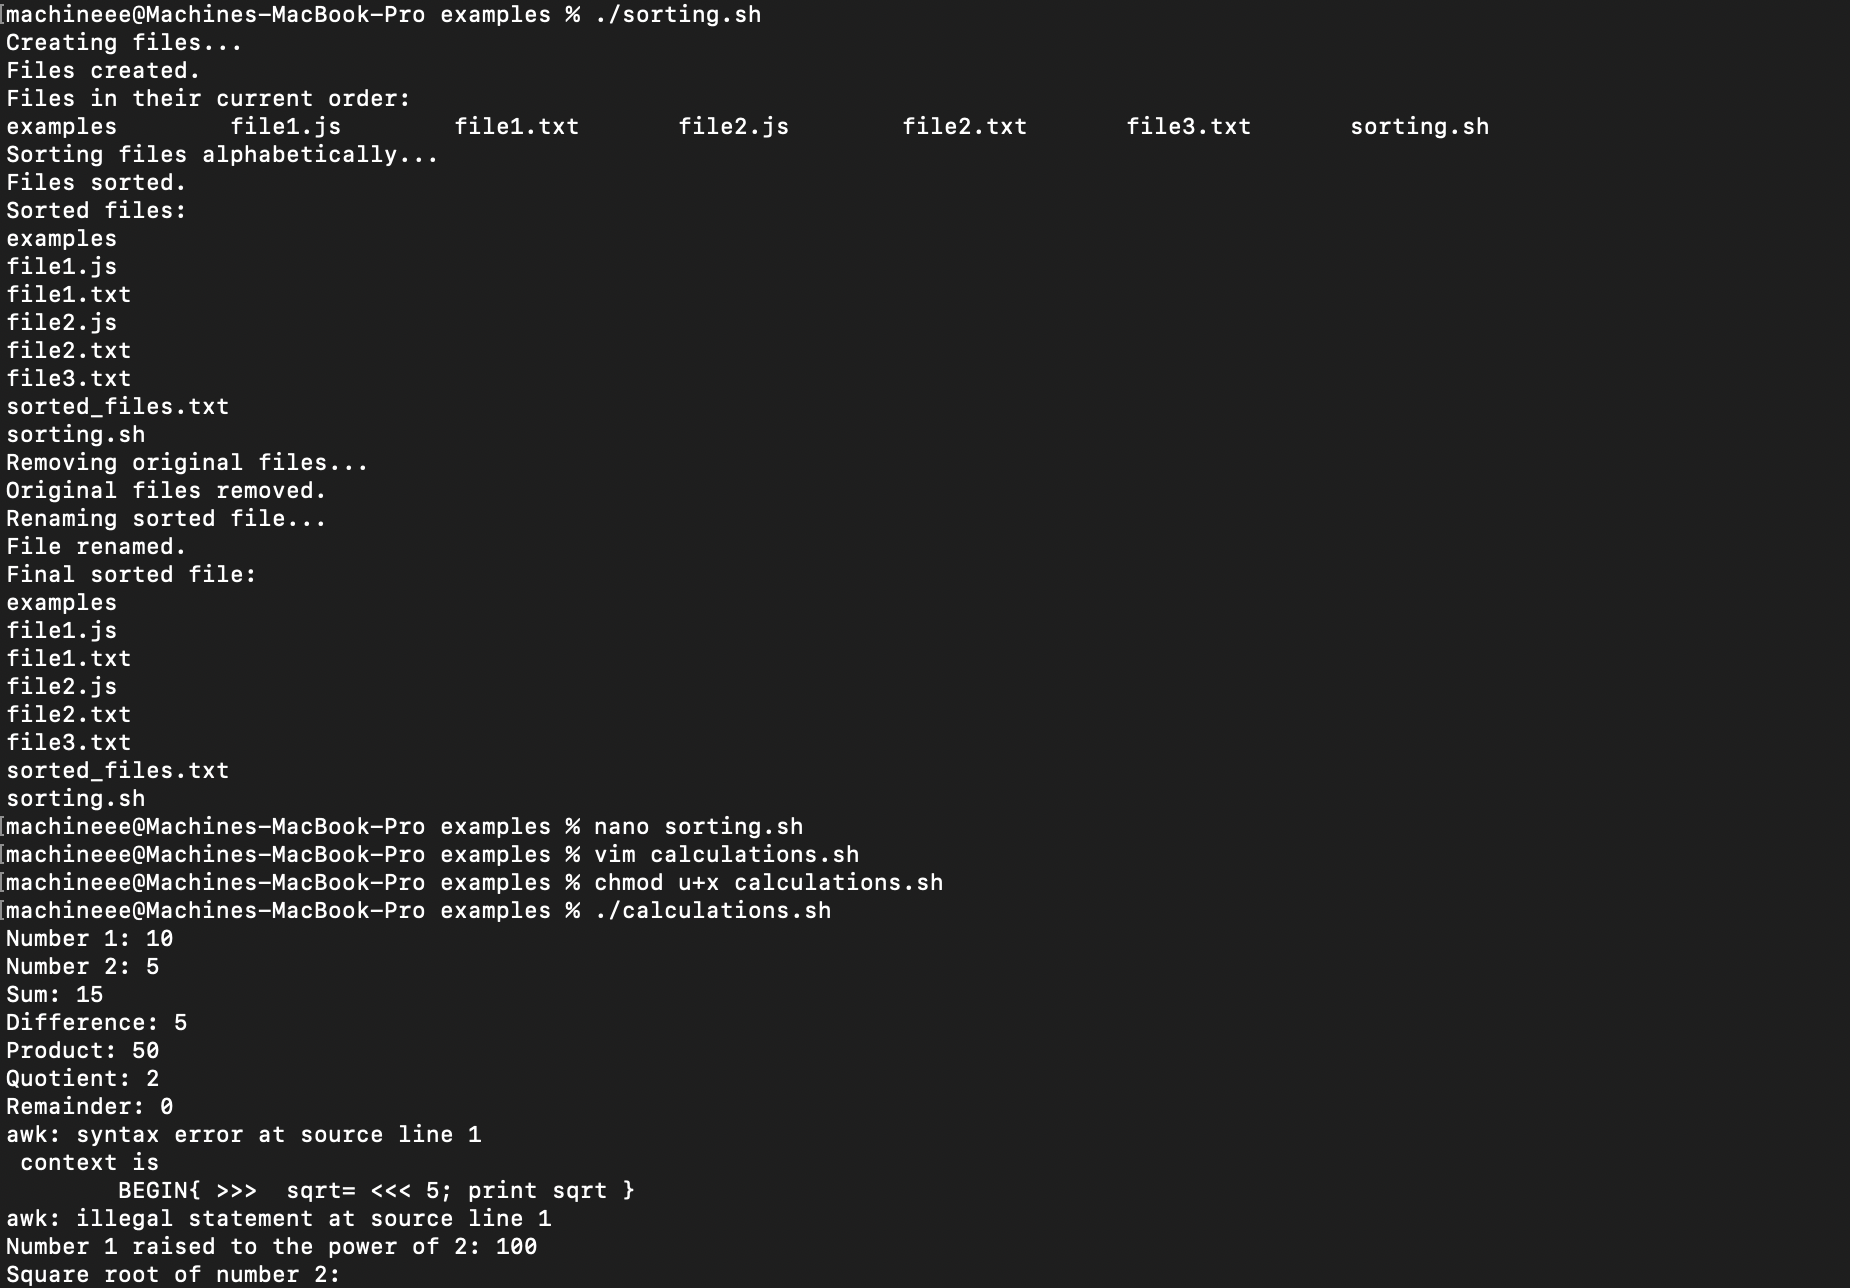 [machineee@Machines-MacBook-Pro examples % ./sorting.sh
Creating files...
Files created.
Files in their current order:
examples        file1.js        file1.txt       file2.js        file2.txt       file3.txt       sorting.sh
Sorting files alphabetically...
Files sorted.
Sorted files:
examples
file1.js
file1.txt
file2.js
file2.txt
file3.txt
sorted_files.txt
sorting.sh
Removing original files...
Original files removed.
Renaming sorted file...
File renamed.
Final sorted file:
examples
file1.js
file1.txt
file2.js
file2.txt
file3.txt
sorted_files.txt
sorting.sh
[machineee@Machines-MacBook-Pro examples % nano sorting.sh
[machineee@Machines-MacBook-Pro examples % vim calculations.sh
[machineee@Machines-MacBook-Pro examples % chmod u+x calculations.sh
[machineee@Machines-MacBook-Pro examples % ./calculations.sh
Number 1: 10
Number 2: 5
Sum: 15
Difference: 5
Product: 50
Quotient: 2
Remainder: 0
awk: syntax error at source line 1
 context is
        BEGIN{ >>>  sqrt= <<< 5; print sqrt }
awk: illegal statement at source line 1
Number 1 raised to the power of 2: 100
Square root of number 2: